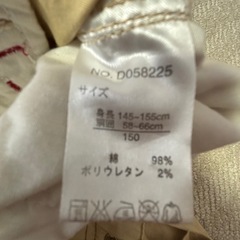 NO. D058225
サイズ
身長 145-155cm
胴囲 58-66cm
150
綿 98%
ポリウレタン 2%